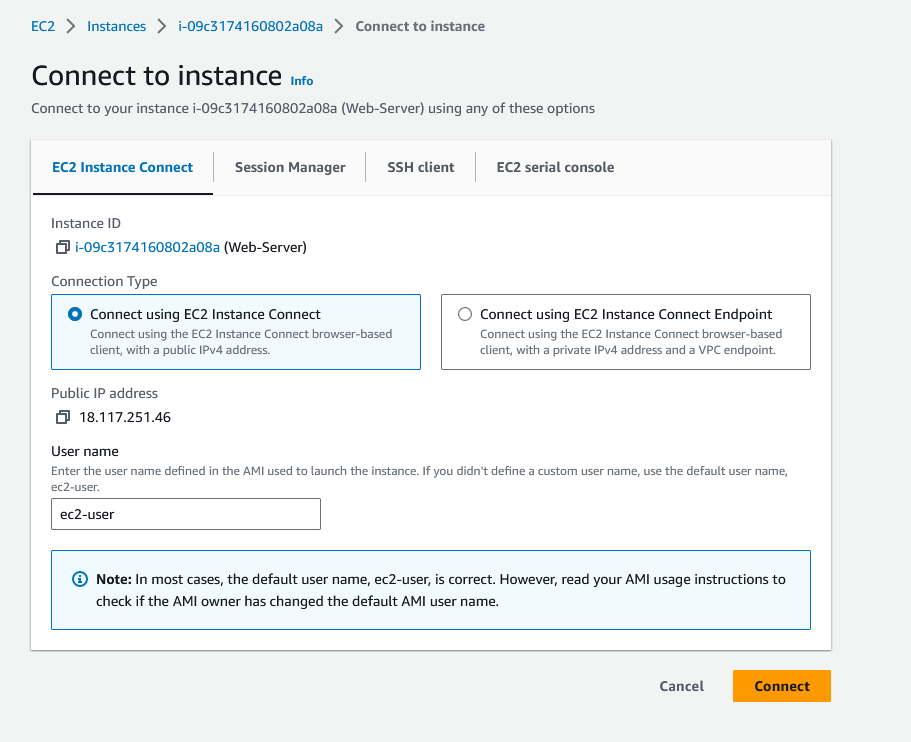 EC2 > Instances > i-09c3174160802a08a > Connect to instance
Connect to instance Info
Connect to your instance i-09c3174160802a08a (Web-Server) using any of these options
EC2 Instance Connect Session Manager SSH client EC2 serial console
Instance ID
i-09c3174160802a08a (Web-Server)
Connection Type
Connect using EC2 Instance Connect
Connect using the EC2 Instance Connect browser-based
client, with a public IPv4 address.
Connect using EC2 Instance Connect Endpoint
Connect using the EC2 Instance Connect browser-based
client, with a private IPv4 address and a VPC endpoint.
Public IP address
18.117.251.46
User name
Enter the user name defined in the AMI used to launch the instance. If you didn't define a custom user name, use the default user name,
ec2-user.
ec2-user
Note: In most cases, the default user name, ec2-user, is correct. However, read your AMI usage instructions to
check if the AMI owner has changed the default AMI user name.
Cancel Connect